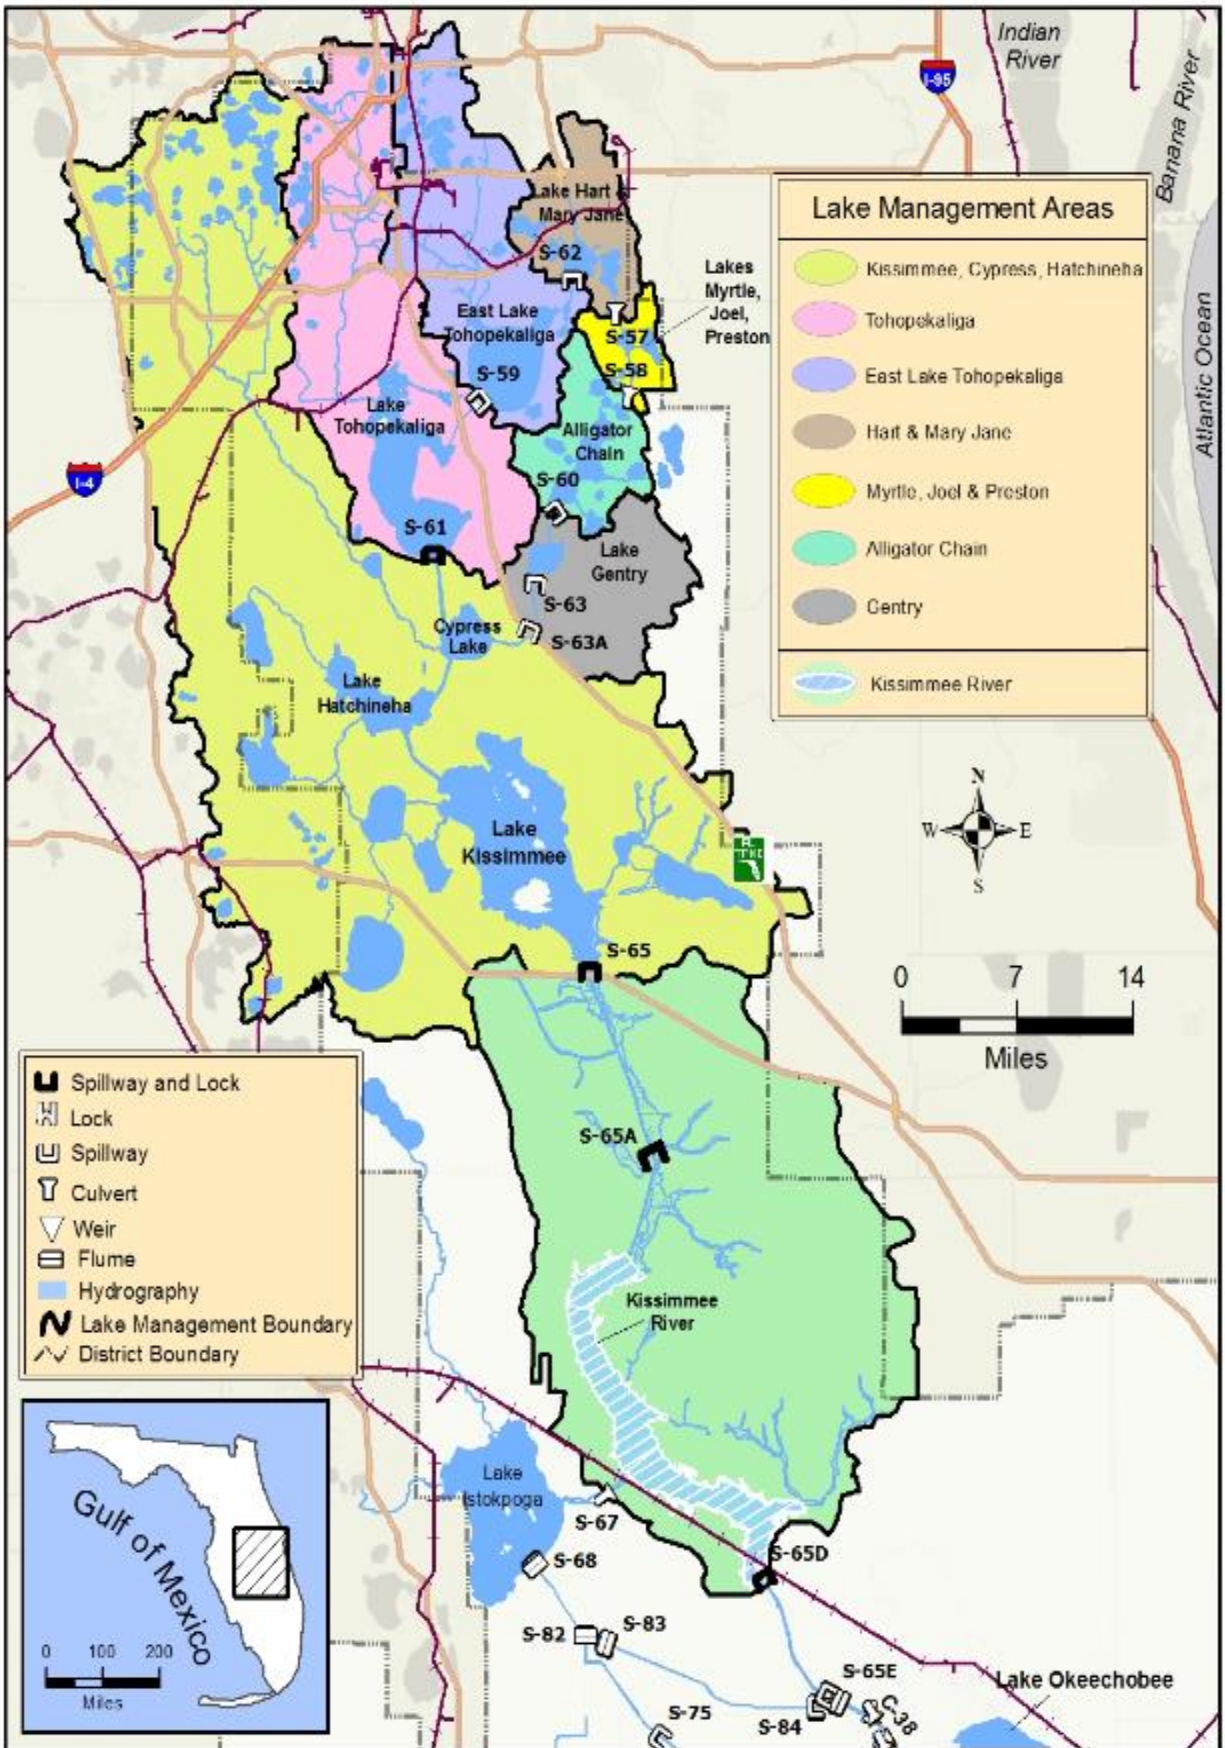 Indian
River
I-95
Banana River
Atlantic Ocean
Lake Management Areas
Kissimmee, Cypress, Hatchineha
Tohopekaliga
East Lake Tohopekaliga
Hart & Mary Jane
Myrtle, Joel & Preston
Alligator Chain
Gentry
Kissimmee River
Lake Hart &
Mary Jane
S-62
Lakes
Myrtle,
Joel,
Preston
East Lake
Tohopekaliga
S-57
S-58
S-59
Lake
Tohopekaliga
Alligator
Chain
S-60
I-4
S-61
Lake
Gentry
S-63
S-63A
Cypress
Lake
Lake
Hatchineha
Lake
Kissimmee
N
W
E
S
S-65
0 7 14
Miles
Spillway and Lock
Lock
Spillway
Culvert
Weir
Flume
Hydrography
Lake Management Boundary
District Boundary
S-65A
Kissimmee
River
Lake
Istokpoga
S-67
S-68
S-65D
S-82
S-83
S-65E
S-84
C-38
S-75
Lake Okeechobee
Gulf of Mexico
0 100 200
Miles